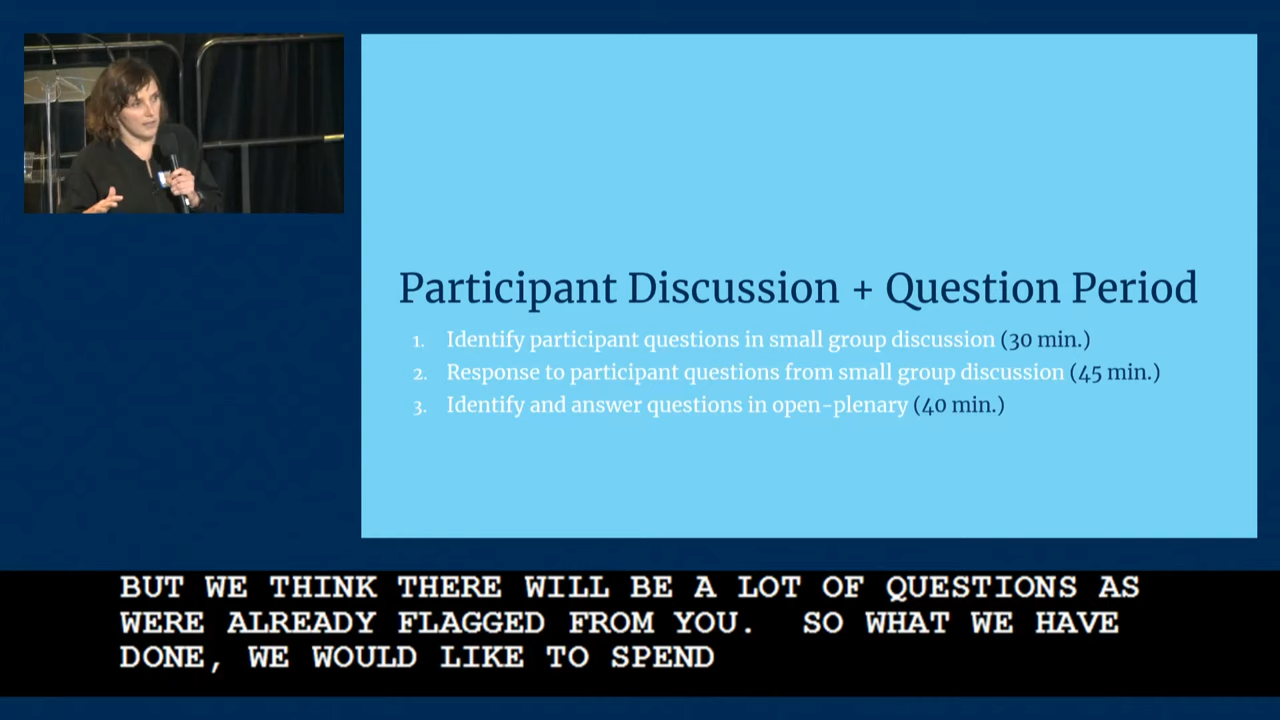 Participant Discussion + Question Period
1. Identify participant questions in small group discussion (30 min.)
2. Response to participant questions from small group discussion (45 min.)
3. Identify and answer questions in open-plenary (40 min.)
BUT WE THINK THERE WILL BE A LOT OF QUESTIONS AS
WERE ALREADY FLAGGED FROM YOU.  SO WHAT WE HAVE
DONE, WE WOULD LIKE TO SPEND